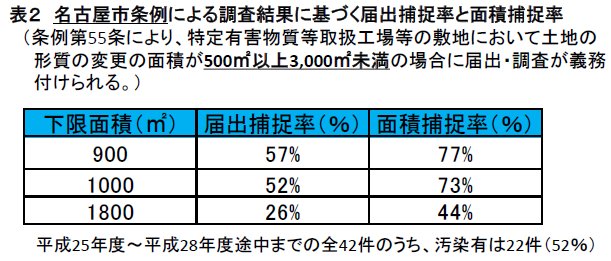 表2 名古屋市条例による調査結果に基づく届出捕捉率と面積捕捉率
（条例第55条により、特定有害物質等取扱工場等の敷地において土地の
形質の変更の面積が500㎡以上3,000㎡未満の場合に届出・調査が義務
付けられる。）
下限面積（㎡） 届出捕捉率（％） 面積捕捉率（％）
900 57% 77%
1000 52% 73%
1800 26% 44%
平成25年度～平成28年度途中までの全42件のうち、汚染有は22件（52％）